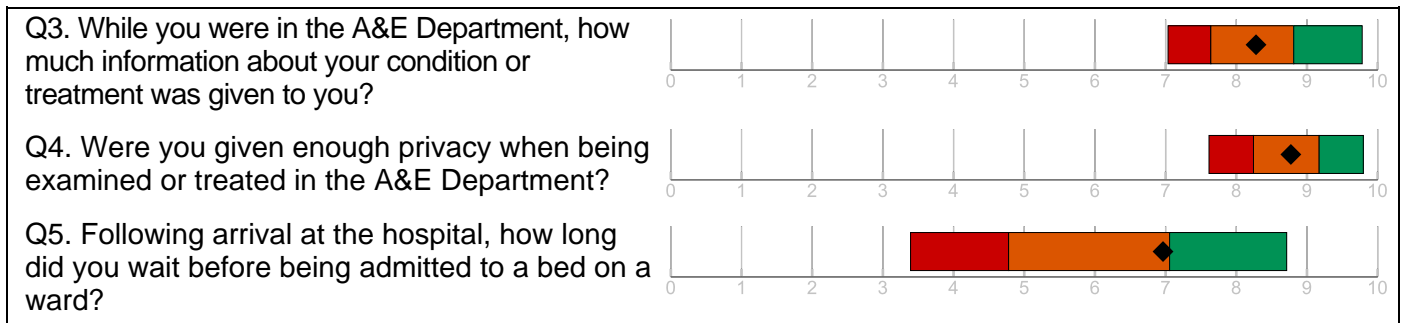 Q3. While you were in the A&E Department, how
much information about your condition or
treatment was given to you?
0 1 2 3 4 5 6 7 8 9 10
Q4. Were you given enough privacy when being
examined or treated in the A&E Department?
0 1 2 3 4 5 6 7 8 9 10
Q5. Following arrival at the hospital, how long
did you wait before being admitted to a bed on a
ward?
0 1 2 3 4 5 6 7 8 9 10